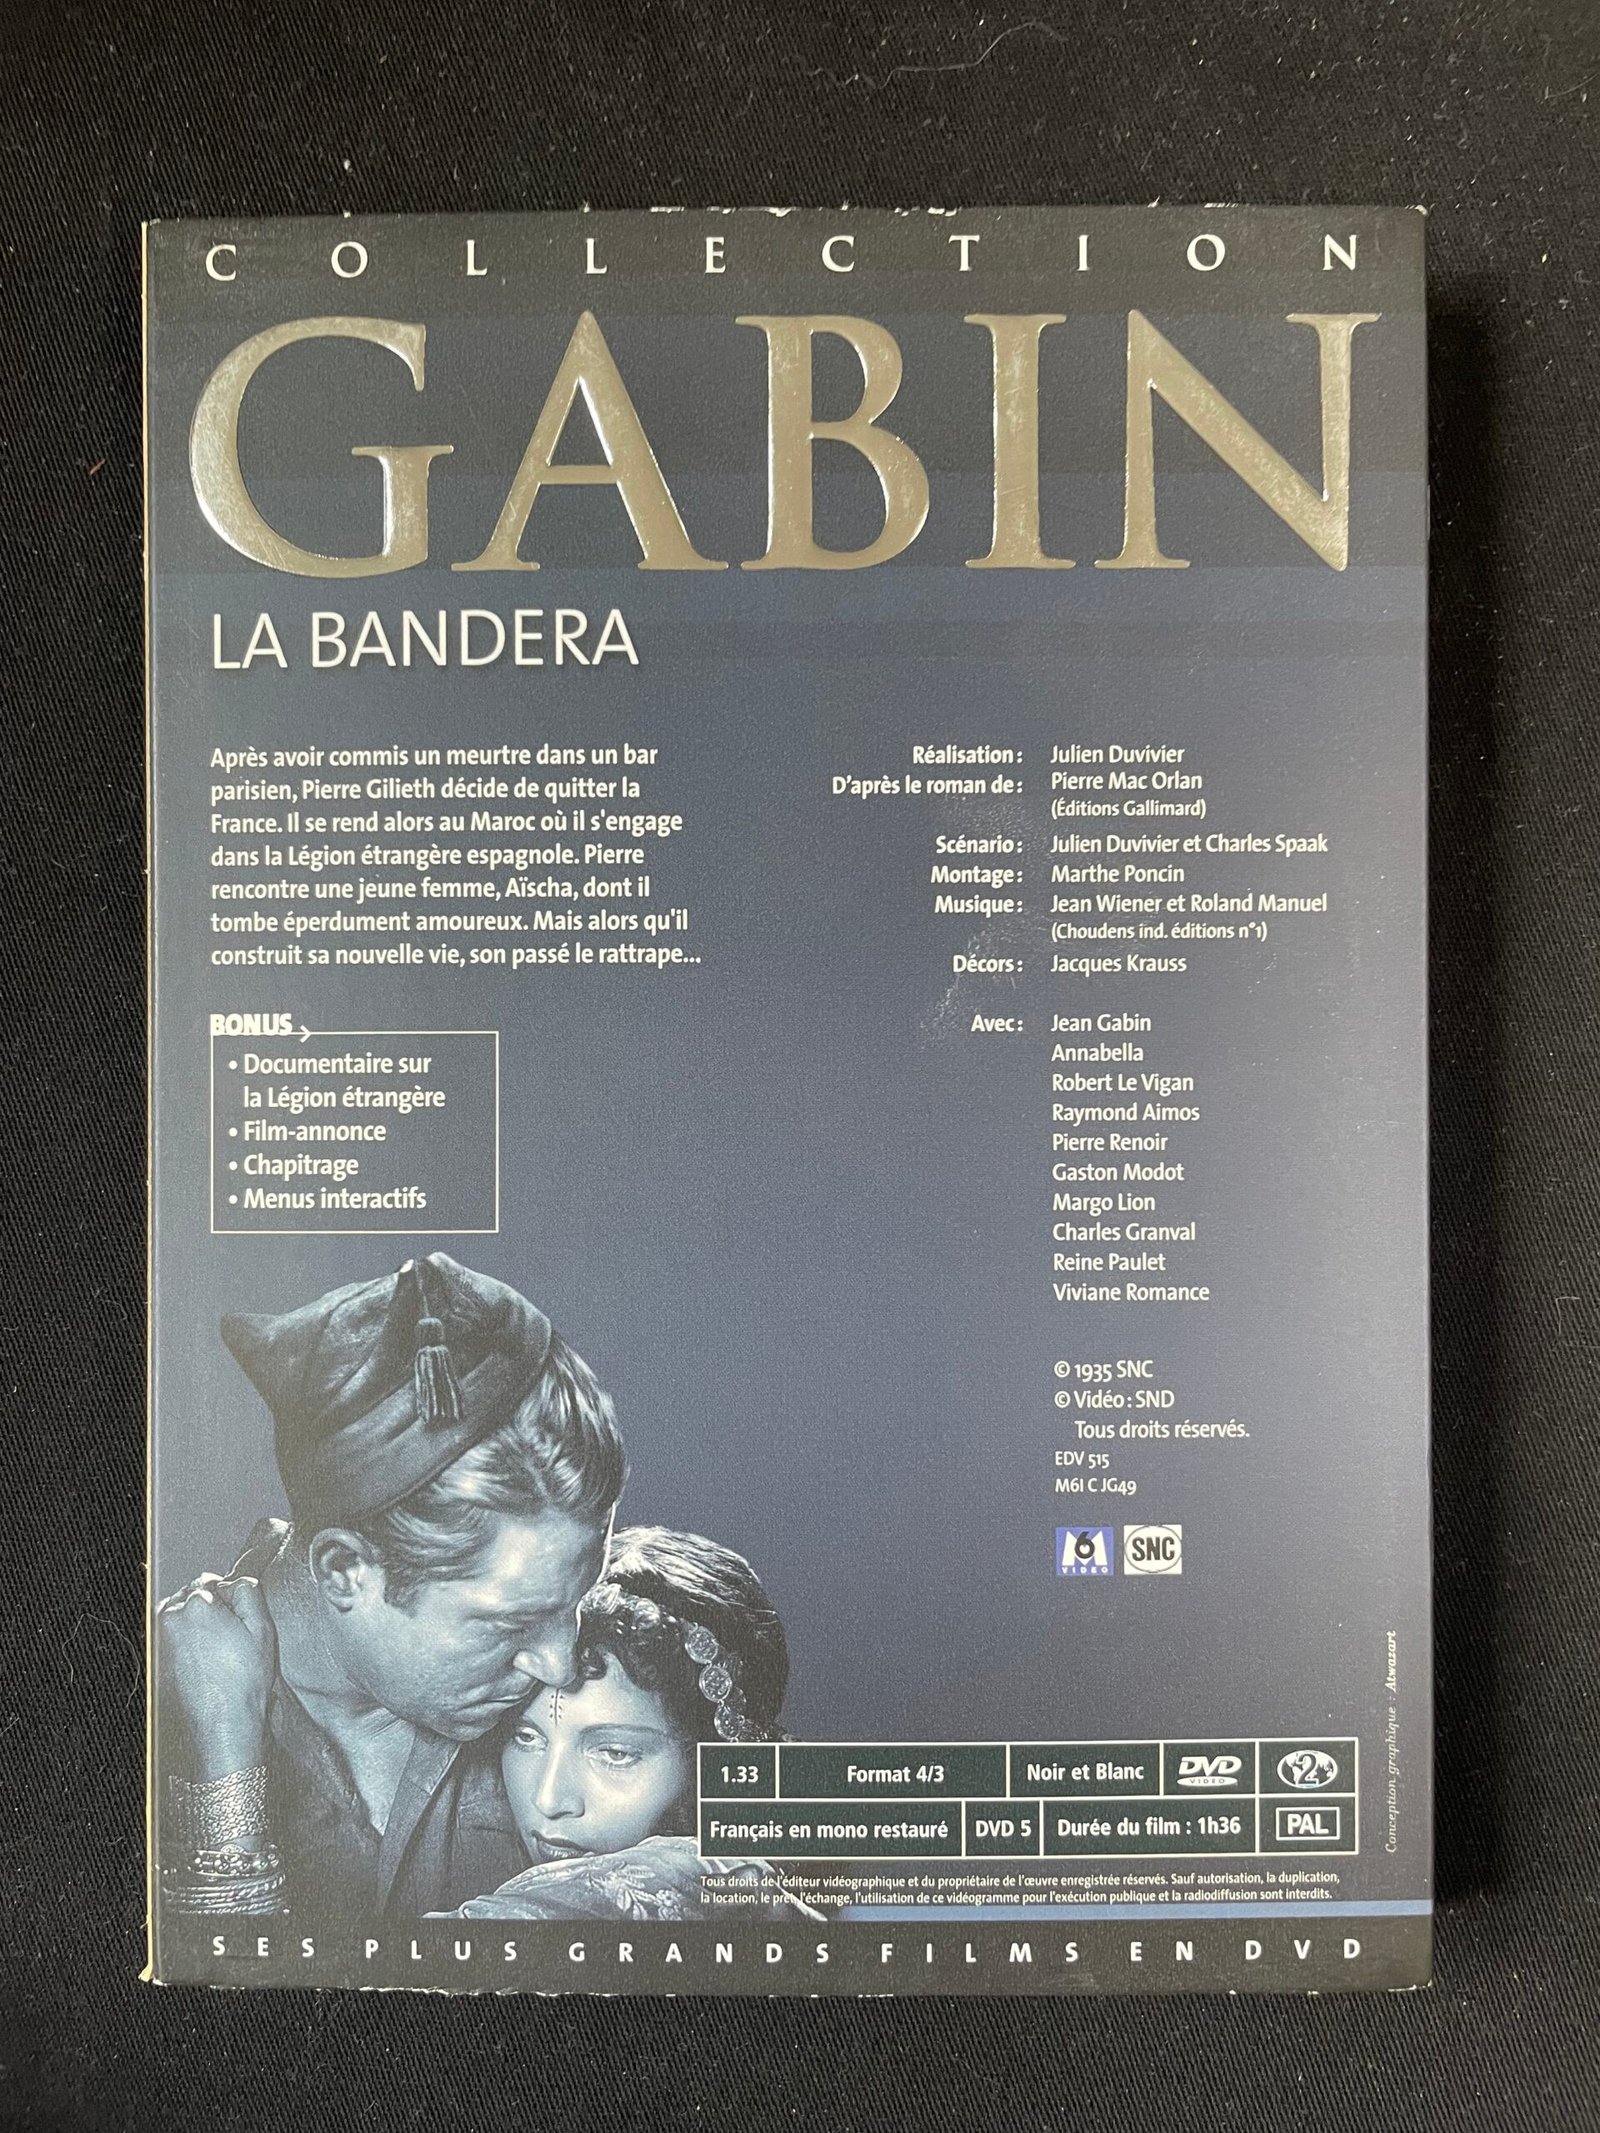 COLLECTION
GABIN
LA BANDERA
Après avoir commis un meurtre dans un bar
parisien, Pierre Gilieth décide de quitter la
France. Il se rend alors au Maroc où il s'engage
dans la Légion étrangère espagnole. Pierre
rencontre une jeune femme, Aïscha, dont il
tombe éperdument amoureux. Mais alors qu'il
construit sa nouvelle vie, son passé le rattrape...
BONUS
• Documentaire sur
la Légion étrangère
• Film-annonce
• Chapitrage
• Menus interactifs
Réalisation : Julien Duvivier
D'après le roman de : Pierre Mac Orlan
(Éditions Gallimard)
Scénario : Julien Duvivier et Charles Spaak
Montage : Marthe Poncin
Musique : Jean Wiener et Roland Manuel
(Choudens ind. éditions n°1)
Décors : Jacques Krauss
Avec : Jean Gabin
Annabella
Robert Le Vigan
Raymond Aimos
Pierre Renoir
Gaston Modot
Margo Lion
Charles Granval
Reine Paulet
Viviane Romance
© 1935 SNC
© Vidéo : SND
Tous droits réservés.
EDV 515
M6I C JG49
M6 VIDEO
SNC
Conception graphique : Atwazart
1.33 Format 4/3 Noir et Blanc DVD VIDEO 2
Français en mono restauré DVD 5 Durée du film : 1h36 PAL
Tous droits de l'éditeur vidéographique et du propriétaire de l'œuvre enregistrée réservés. Sauf autorisation, la duplication,
la location, le prêt, l'échange, l'utilisation de ce vidéogramme pour l'exécution publique et la radiodiffusion sont interdits.
SES PLUS GRANDS FILMS EN DVD